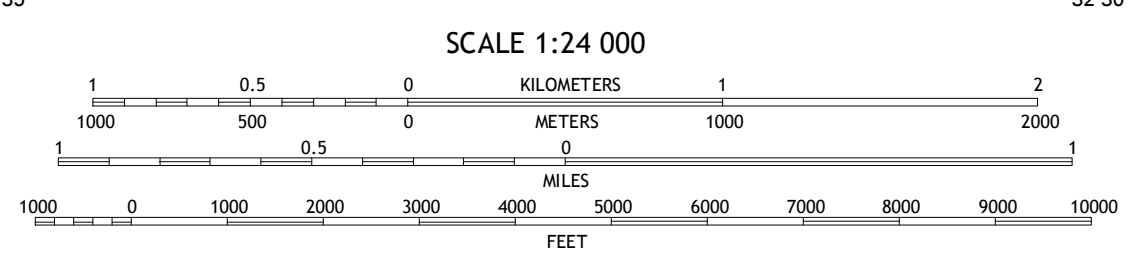 SCALE 1:24 000
1 0.5 0 KILOMETERS 1 2
1000 500 0 METERS 1000 2000
1 0.5 0 1
MILES
1000 0 1000 2000 3000 4000 5000 6000 7000 8000 9000 10000
FEET